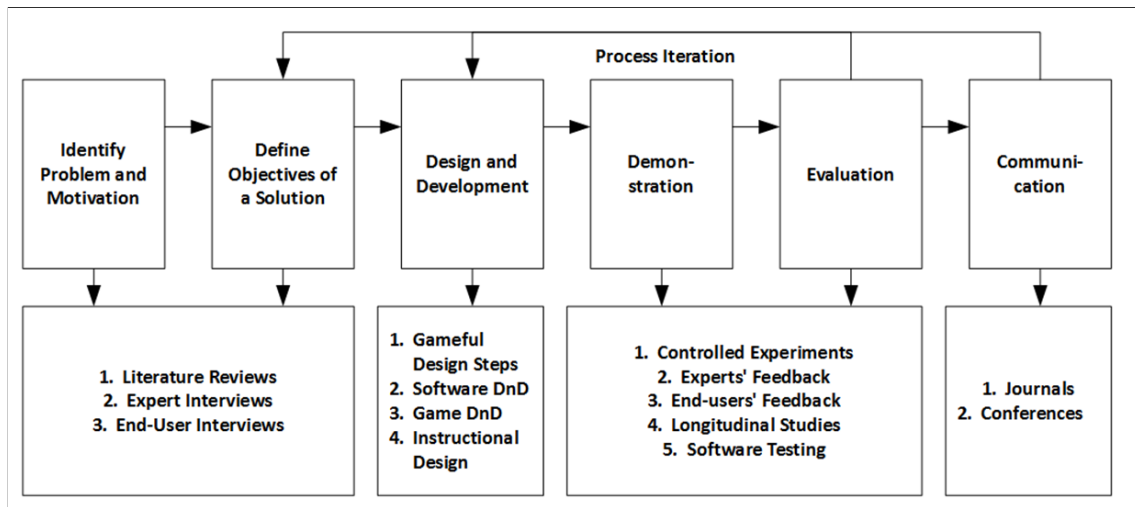 Process Iteration
Identify
Problem and
Motivation
Define
Objectives of
a Solution
Design and
Development
Demon-
stration
Evaluation
Communi-
cation
1. Literature Reviews
2. Expert Interviews
3. End-User Interviews
1. Gameful
Design Steps
2. Software DnD
3. Game DnD
4. Instructional
Design
1. Controlled Experiments
2. Experts' Feedback
3. End-users' Feedback
4. Longitudinal Studies
5. Software Testing
1. Journals
2. Conferences